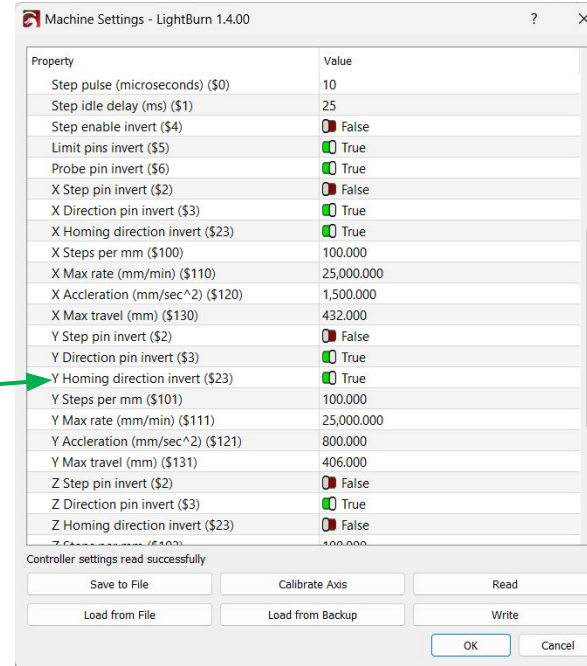 Machine Settings - LightBurn 1.4.00 ?
Property Value
Step pulse (microseconds) ($0) 10
Step idle delay (ms) ($1) 25
Step enable invert ($4) False
Limit pins invert ($5) True
Probe pin invert ($6) True
X Step pin invert ($2) False
X Direction pin invert ($3) True
X Homing direction invert ($23) True
X Steps per mm ($100) 100.000
X Max rate (mm/min) ($110) 25,000.000
X Accleration (mm/sec^2) ($120) 1,500.000
X Max travel (mm) ($130) 432.000
Y Step pin invert ($2) False
Y Direction pin invert ($3) True
Y Homing direction invert ($23) True
Y Steps per mm ($101) 100.000
Y Max rate (mm/min) ($111) 25,000.000
Y Accleration (mm/sec^2) ($121) 800.000
Y Max travel (mm) ($131) 406.000
Z Step pin invert ($2) False
Z Direction pin invert ($3) True
Z Homing direction invert ($23) False
Z Steps per mm ($102) 100.000
Controller settings read successfully
Save to File Calibrate Axis Read
Load from File Load from Backup Write
OK Cancel